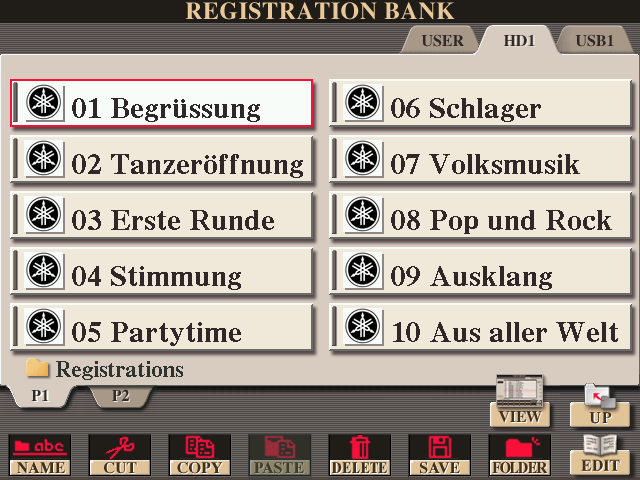 REGISTRATION BANK
USER HD1 USB1
01 Begrüssung
02 Tanzeröffnung
03 Erste Runde
04 Stimmung
05 Partytime
06 Schlager
07 Volksmusik
08 Pop und Rock
09 Ausklang
10 Aus aller Welt
Registrations
P1 P2
VIEW UP
abc
NAME CUT COPY PASTE DELETE SAVE FOLDER EDIT